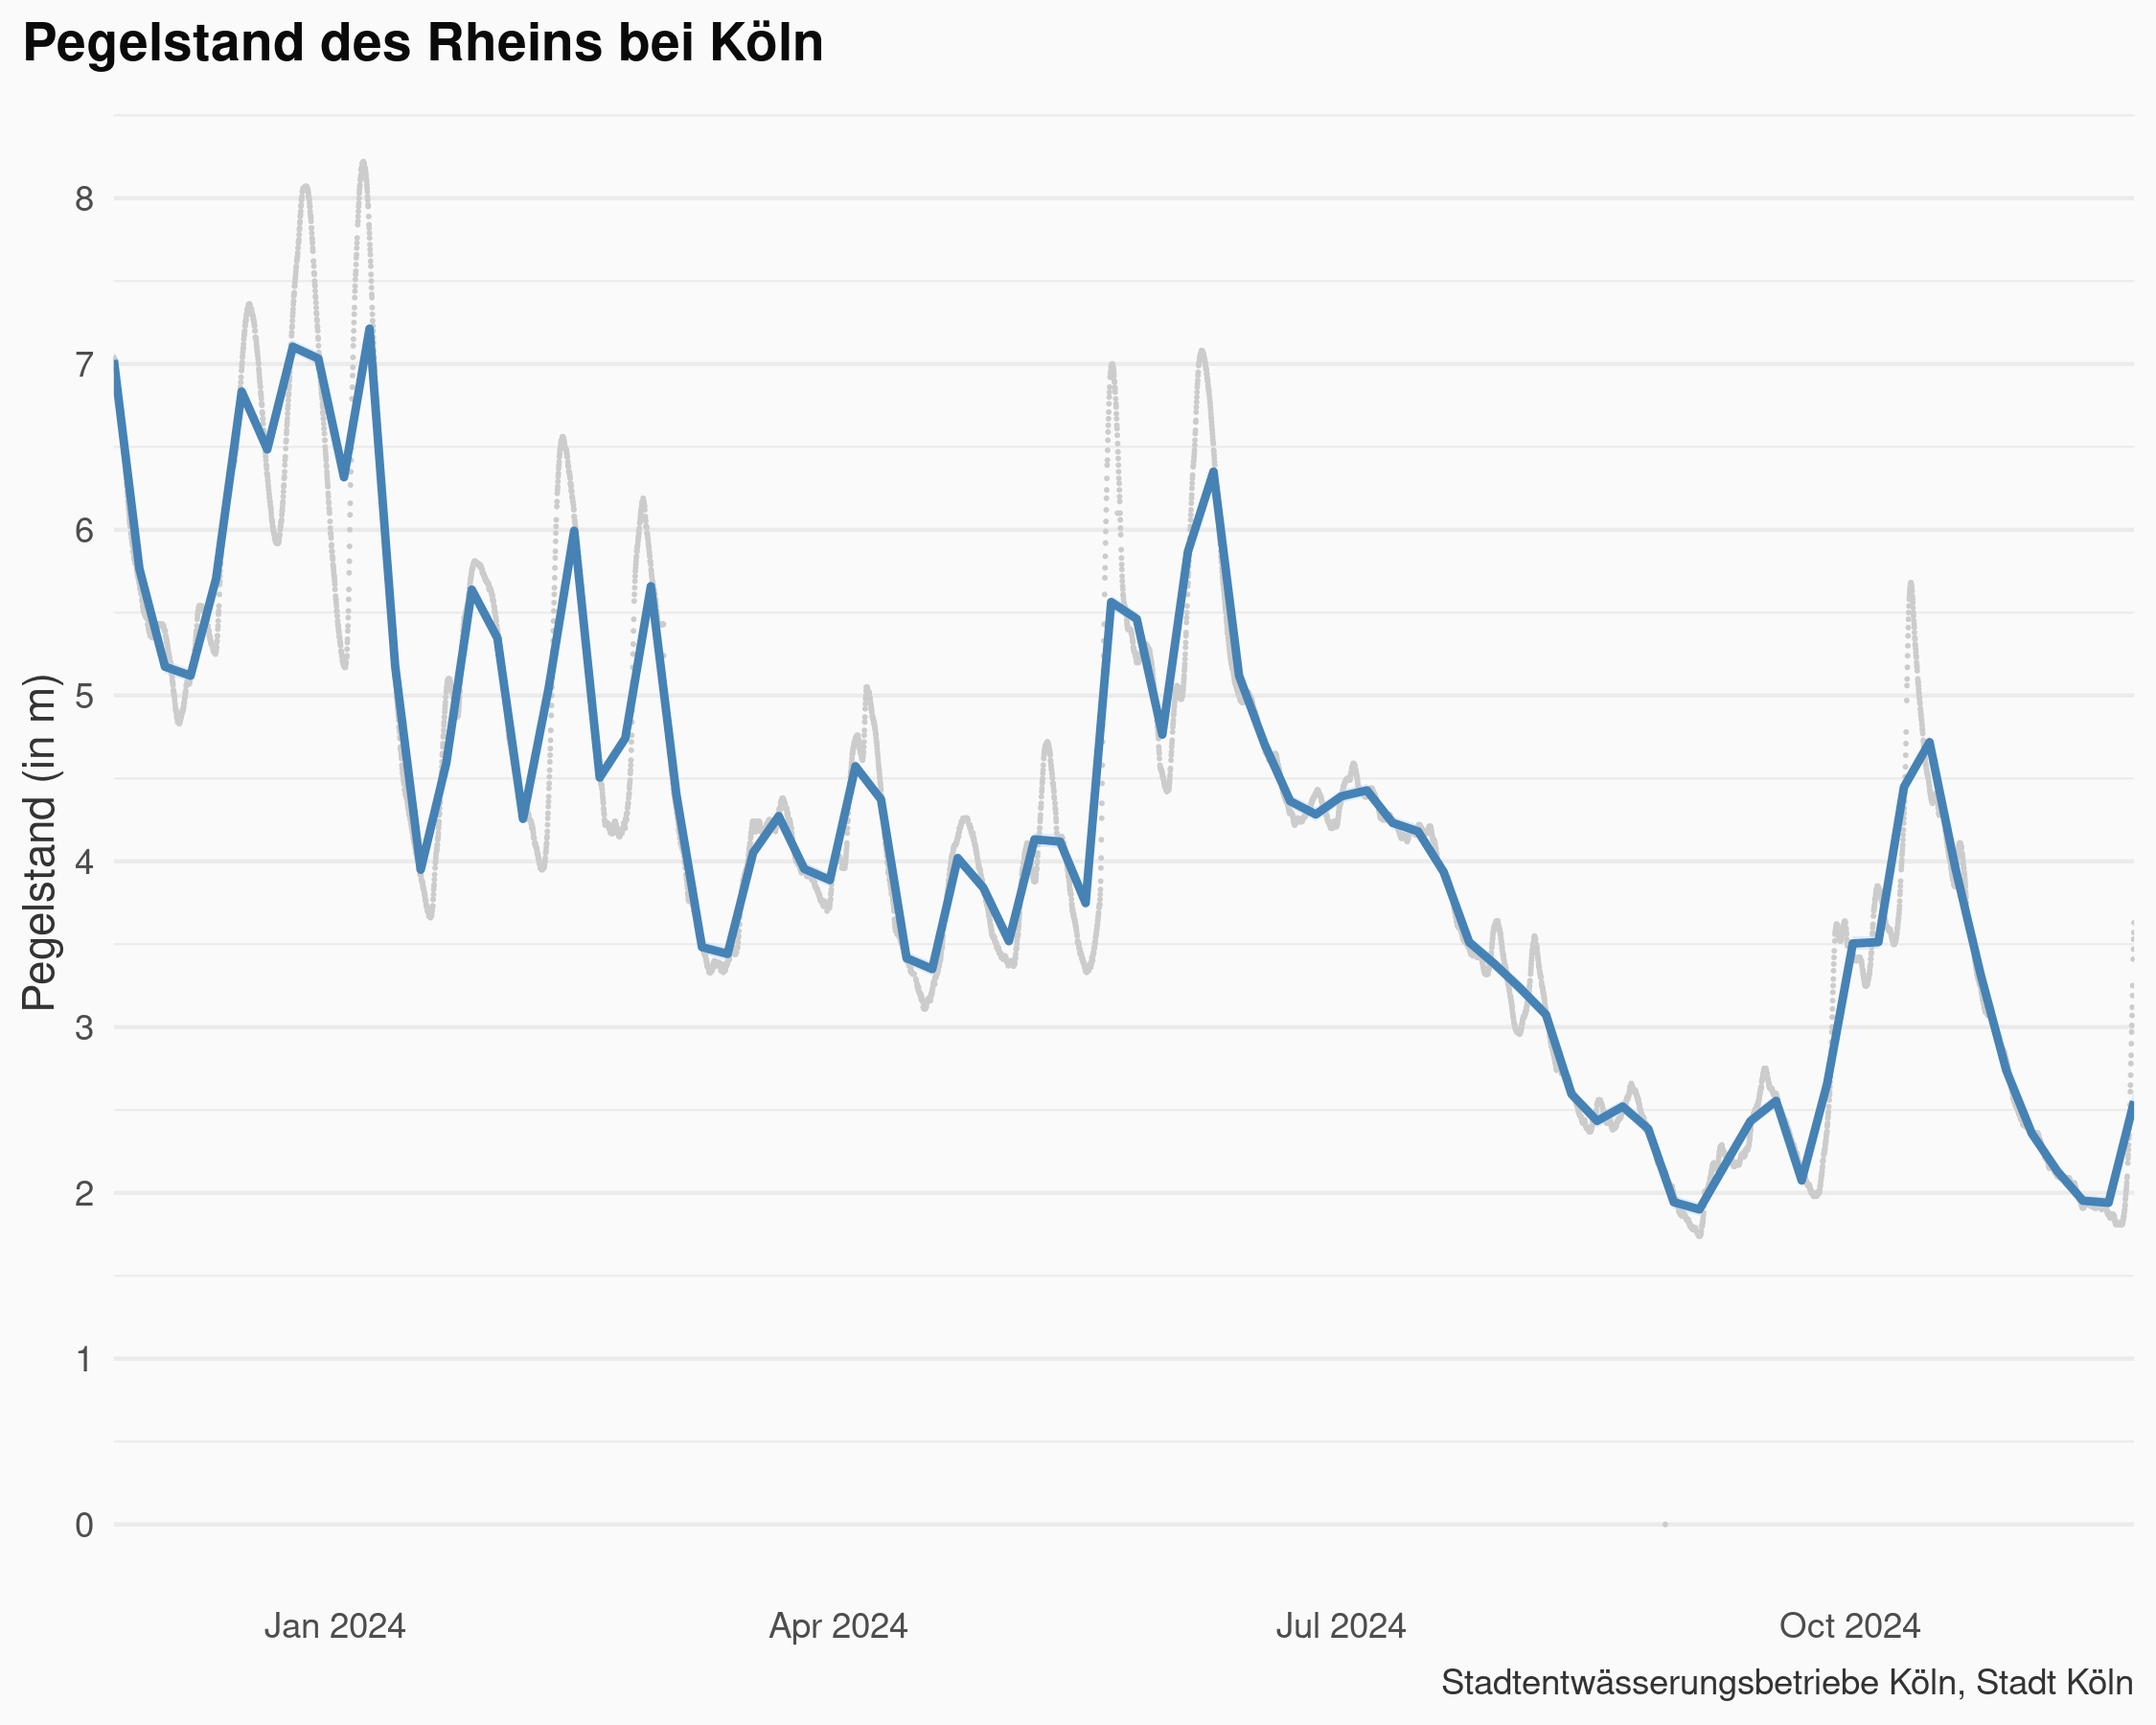 Pegelstand des Rheins bei Köln
Pegelstand (in m)
8
7
6
5
4
3
2
1
0
Jan 2024
Apr 2024
Jul 2024
Oct 2024
Stadtentwässerungsbetriebe Köln, Stadt Köln